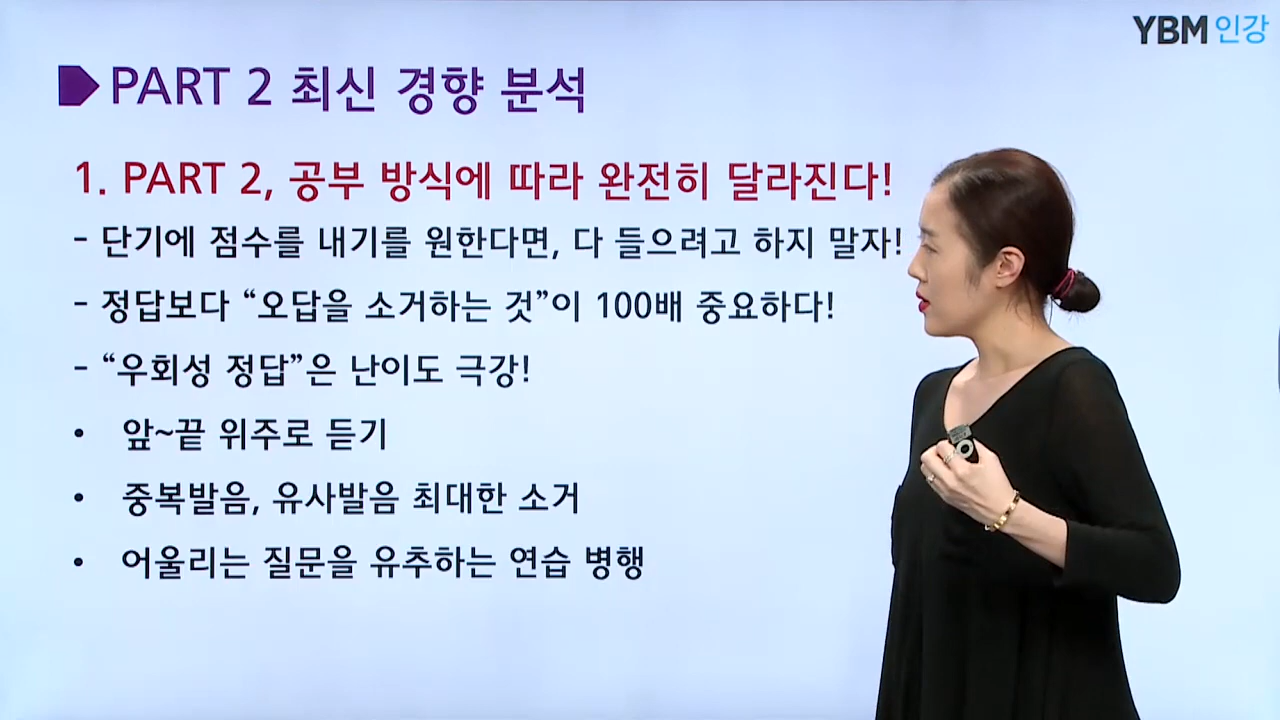 YBM 인강
PART 2 최신 경향 분석
1. PART 2, 공부 방식에 따라 완전히 달라진다!
- 단기에 점수를 내기를 원한다면, 다 들으려고 하지 말자!
- 정답보다 “오답을 소거하는 것”이 100배 중요하다!
- “우회성 정답”은 난이도 극강!
• 앞~끝 위주로 듣기
• 중복발음, 유사발음 최대한 소거
• 어울리는 질문을 유추하는 연습 병행